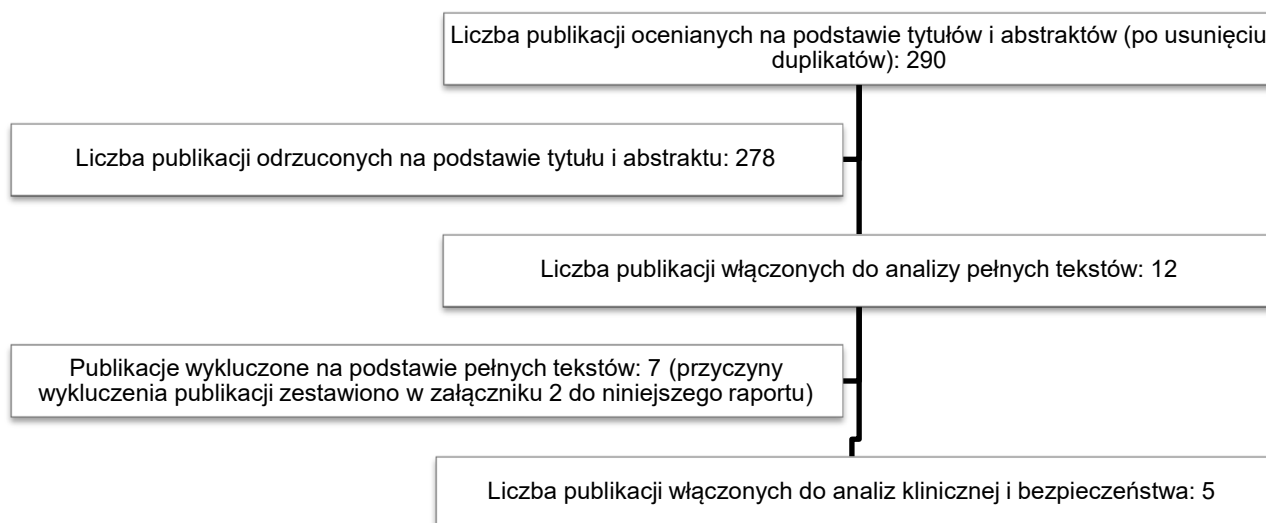 Liczba publikacji ocenianych na podstawie tytułów i abstraktów (po usunięciu
duplikatów): 290
Liczba publikacji odrzuconych na podstawie tytułu i abstraktu: 278
Liczba publikacji włączonych do analizy pełnych tekstów: 12
Publikacje wykluczone na podstawie pełnych tekstów: 7 (przyczyny
wykluczenia publikacji zestawiono w załączniku 2 do niniejszego raportu)
Liczba publikacji włączonych do analiz klinicznej i bezpieczeństwa: 5